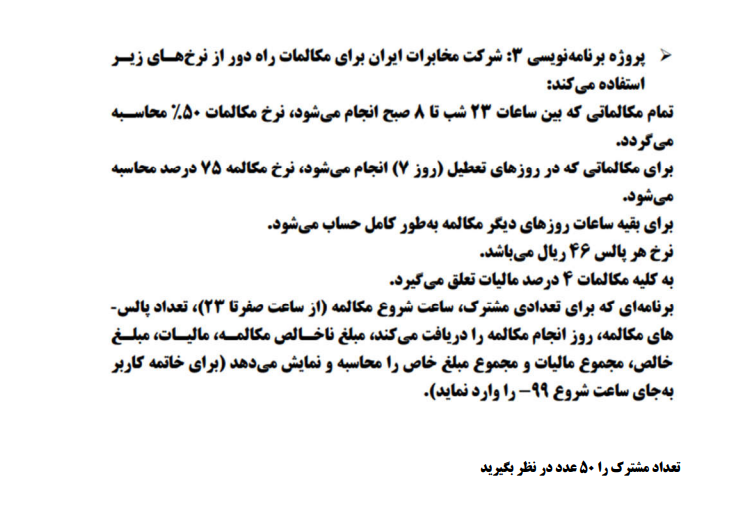 ➢ پروژه برنامه‌نویسی ۳: شرکت مخابرات ایران برای مکالمات راه دور از نرخ‌هــای زیــر
استفاده می‌کند:
تمام مکالماتی که بین ساعات ۲۳ شب تا ۸ صبح انجام می‌شود، نرخ مکالمات ۵۰٪ محاســبه
می‌گردد.
برای مکالماتی که در روزهای تعطیل (روز ۷) انجام می‌شود، نرخ مکالمه ۷۵ درصد محاسبه
می‌شود.
برای بقیه ساعات روزهای دیگر مکالمه به‌طور کامل حساب می‌شود.
نرخ هر پالس ۴۶ ریال می‌باشد.
به کلیه مکالمات ۴ درصد مالیات تعلق می‌گیرد.
برنامه‌ای که برای تعدادی مشترک، ساعت شروع مکالمه (از ساعت صفرتا ۲۳)، تعداد پالس-
های مکالمه، روز انجام مکالمه را دریافت می‌کند، مبلغ ناخــالص مکالمــه، مالیــات، مبلــغ
خالص، مجموع مالیات و مجموع مبلغ خاص را محاسبه و نمایش می‌دهد (برای خاتمه کاربر
به‌جای ساعت شروع ۹۹– را وارد نماید).
تعداد مشترک را ۵۰ عدد در نظر بگیرید